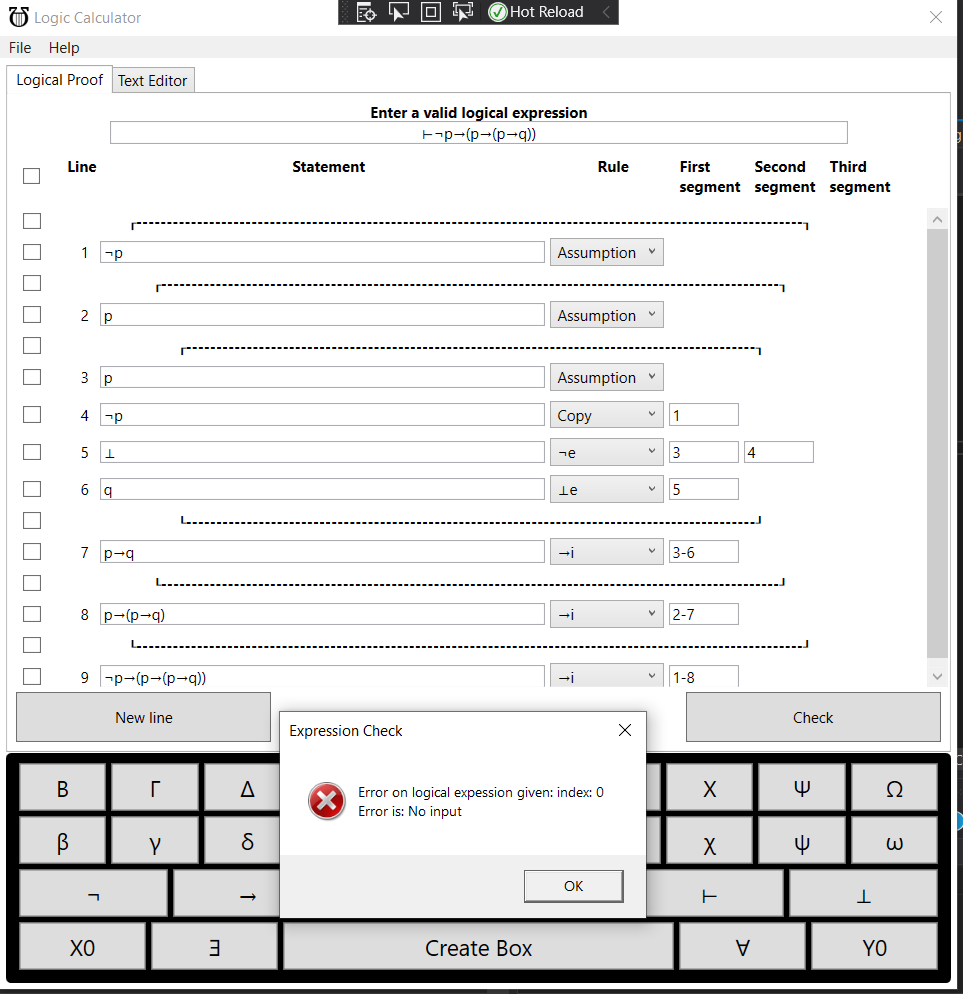 Hot Reload
Logic Calculator
File Help
Logical Proof Text Editor
Enter a valid logical expression
⊢¬p→(p→(p→q))
Line Statement Rule First segment Second segment Third segment
1 ¬p Assumption
2 p Assumption
3 p Assumption
4 ¬p Copy 1
5 ⊥ ¬e 3 4
6 q ⊥e 5
7 p→q →i 3-6
8 p→(p→q) →i 2-7
9 ¬p→(p→(p→q)) →i 1-8
New line Check
Expression Check
Error on logical expession given: index: 0
Error is: No input
OK
Β Γ Δ Χ Ψ Ω
β γ δ χ ψ ω
¬ → ⊢ ⊥
X0 ∃ Create Box ∀ Y0